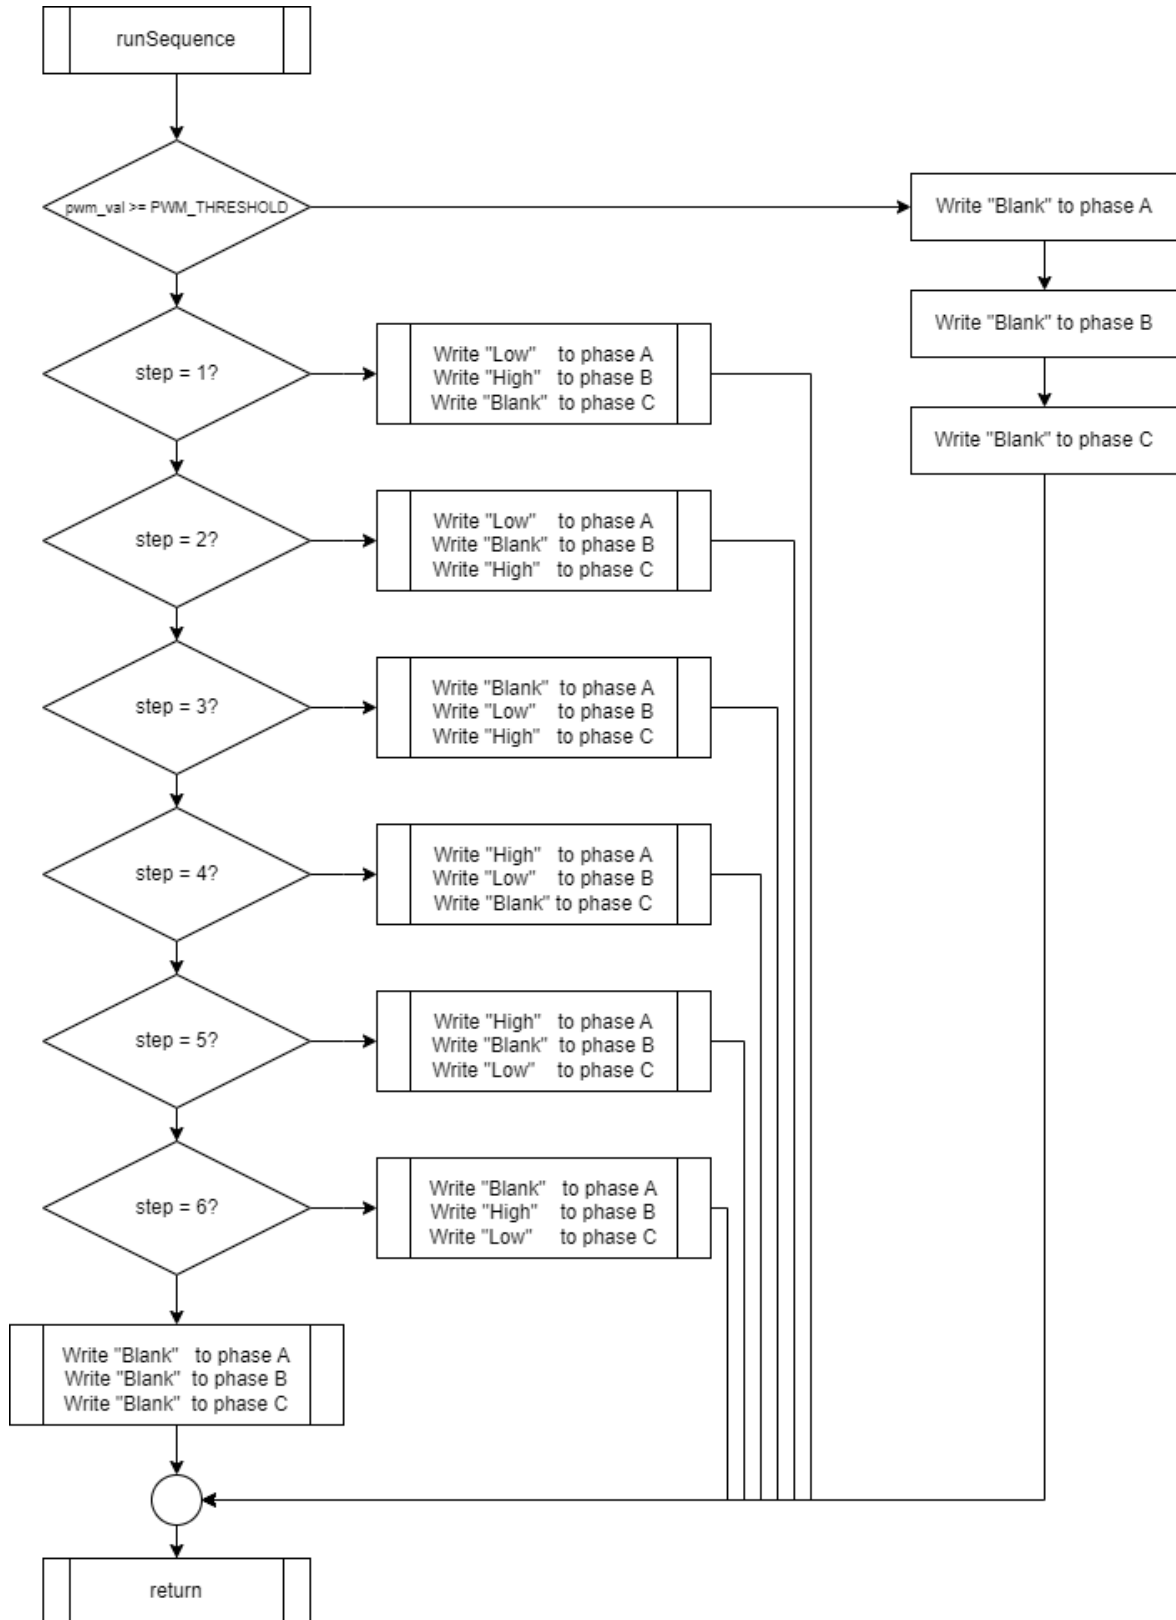 runSequence
pwm_val >= PWM_THRESHOLD
Write "Blank" to phase A
Write "Blank" to phase B
Write "Blank" to phase C
step = 1?
Write "Low" to phase A
Write "High" to phase B
Write "Blank" to phase C
step = 2?
Write "Low" to phase A
Write "Blank" to phase B
Write "High" to phase C
step = 3?
Write "Blank" to phase A
Write "Low" to phase B
Write "High" to phase C
step = 4?
Write "High" to phase A
Write "Low" to phase B
Write "Blank" to phase C
step = 5?
Write "High" to phase A
Write "Blank" to phase B
Write "Low" to phase C
step = 6?
Write "Blank" to phase A
Write "High" to phase B
Write "Low" to phase C
Write "Blank" to phase A
Write "Blank" to phase B
Write "Blank" to phase C
return